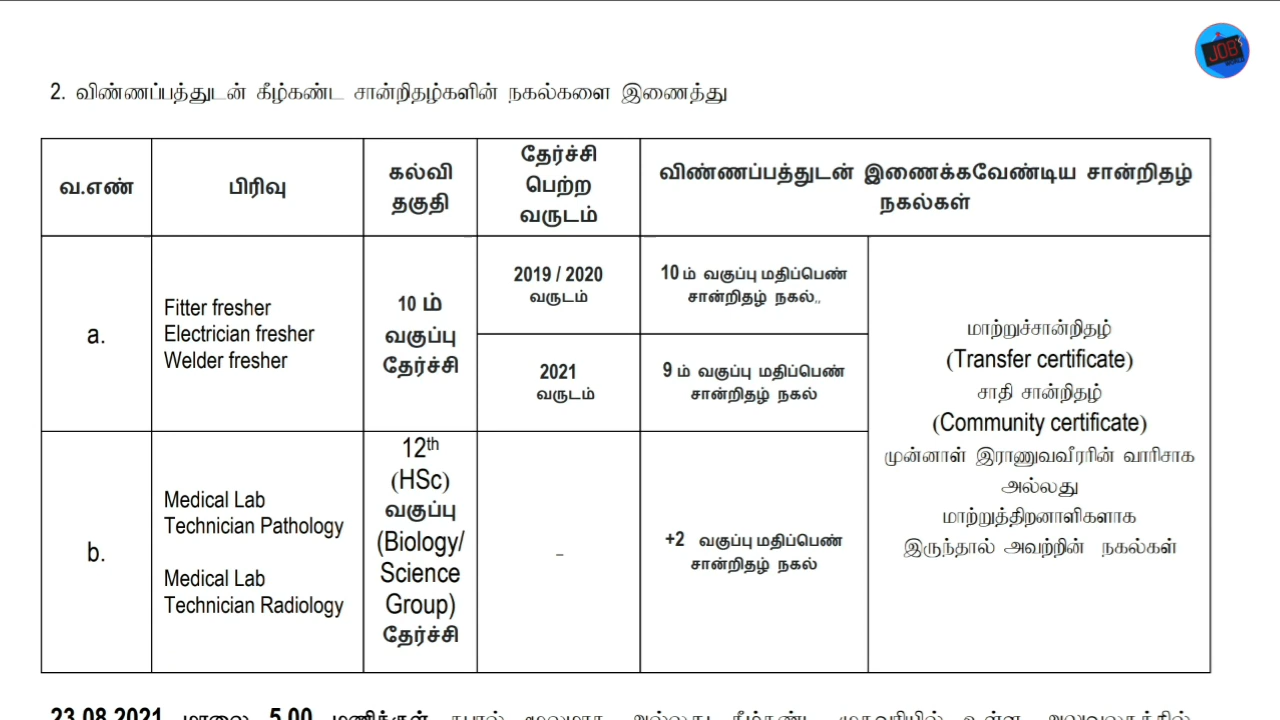 JOB'S
2. விண்ணப்பத்துடன் கீழ்கண்ட சான்றிதழ்களின் நகல்களை இணைத்து
வ.எண்
பிரிவு
கல்வி
தகுதி
தேர்ச்சி
பெற்ற
வருடம்
விண்ணப்பத்துடன் இணைக்கவேண்டிய சான்றிதழ்
நகல்கள்
a.
Fitter fresher
Electrician fresher
Welder fresher
10 ம்
வகுப்பு
தேர்ச்சி
2019 / 2020
வருடம்
10 ம் வகுப்பு மதிப்பெண்
சான்றிதழ் நகல்,.
2021
வருடம்
9 ம் வகுப்பு மதிப்பெண்
சான்றிதழ் நகல்
மாற்றுச்சான்றிதழ்
(Transfer certificate)
சாதி சான்றிதழ்
(Community certificate)
முன்னாள் இராணுவவீரரின் வாரிசாக
அல்லது
மாற்றுத்திறனாளிகளாக
இருந்தால் அவற்றின் நகல்கள்
b.
Medical Lab
Technician Pathology
Medical Lab
Technician Radiology
12th
(HSc)
வகுப்பு
(Biology/
Science
Group)
தேர்ச்சி
–
+2 வகுப்பு மதிப்பெண்
சான்றிதழ் நகல்
23.08.2021 மாலை 5.00 மணிக்குள் தபால் மூலமாக அல்லது கீழ்கண்ட முகவரியில் உள்ள அலுவலகத்தில்